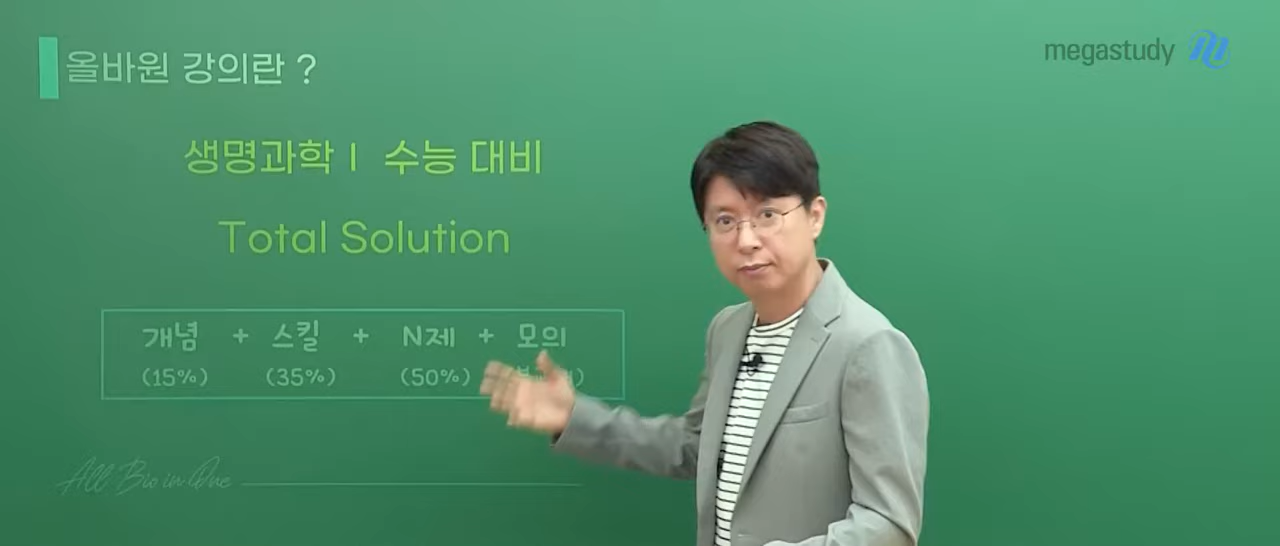 올바원 강의란 ?
megastudy
생명과학 I 수능 대비
Total Solution
개념 + 스킬 + N제 + 모의
(15%) (35%) (50%)
All Bio in One